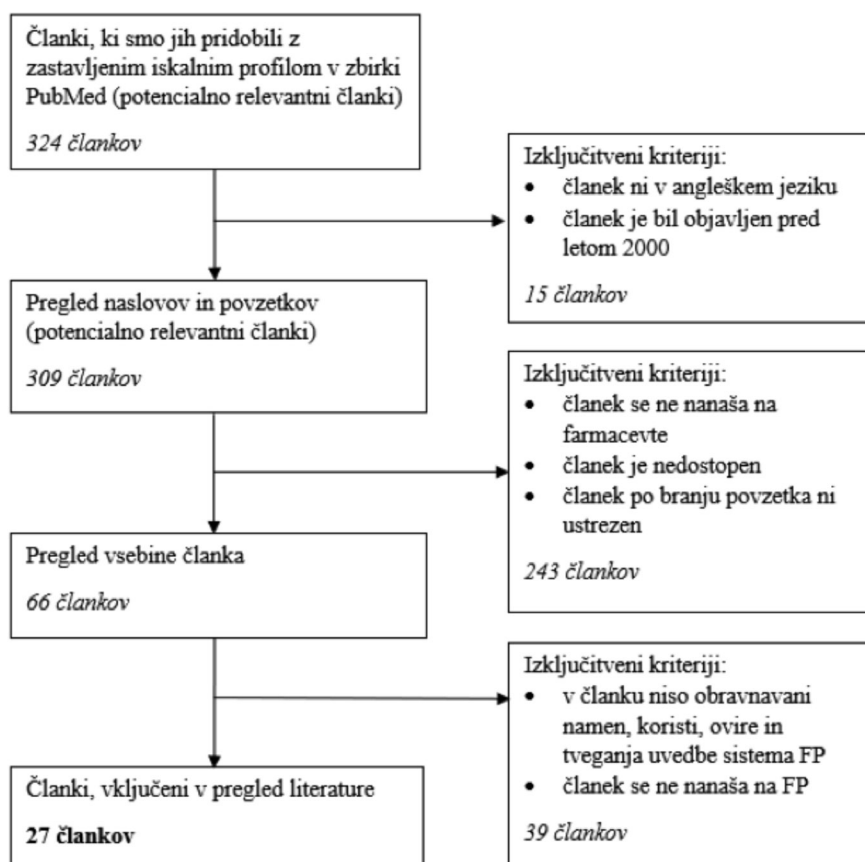 Članki, ki smo jih pridobili z
zastavljenim iskalnim profilom v zbirki
PubMed (potencialno relevantni članki)
324 člankov
Izključitveni kriteriji:
• članek ni v angleškem jeziku
• članek je bil objavljen pred
letom 2000
15 člankov
Pregled naslovov in povzetkov
(potencialno relevantni članki)
309 člankov
Izključitveni kriteriji:
• članek se ne nanaša na
farmacevte
• članek je nedostopen
• članek po branju povzetka ni
ustrezen
243 člankov
Pregled vsebine članka
66 člankov
Izključitveni kriteriji:
• v članku niso obravnavani
namen, koristi, ovire in
tveganja uvedbe sistema FP
• članek se ne nanaša na FP
39 člankov
Članki, vključeni v pregled literature
27 člankov